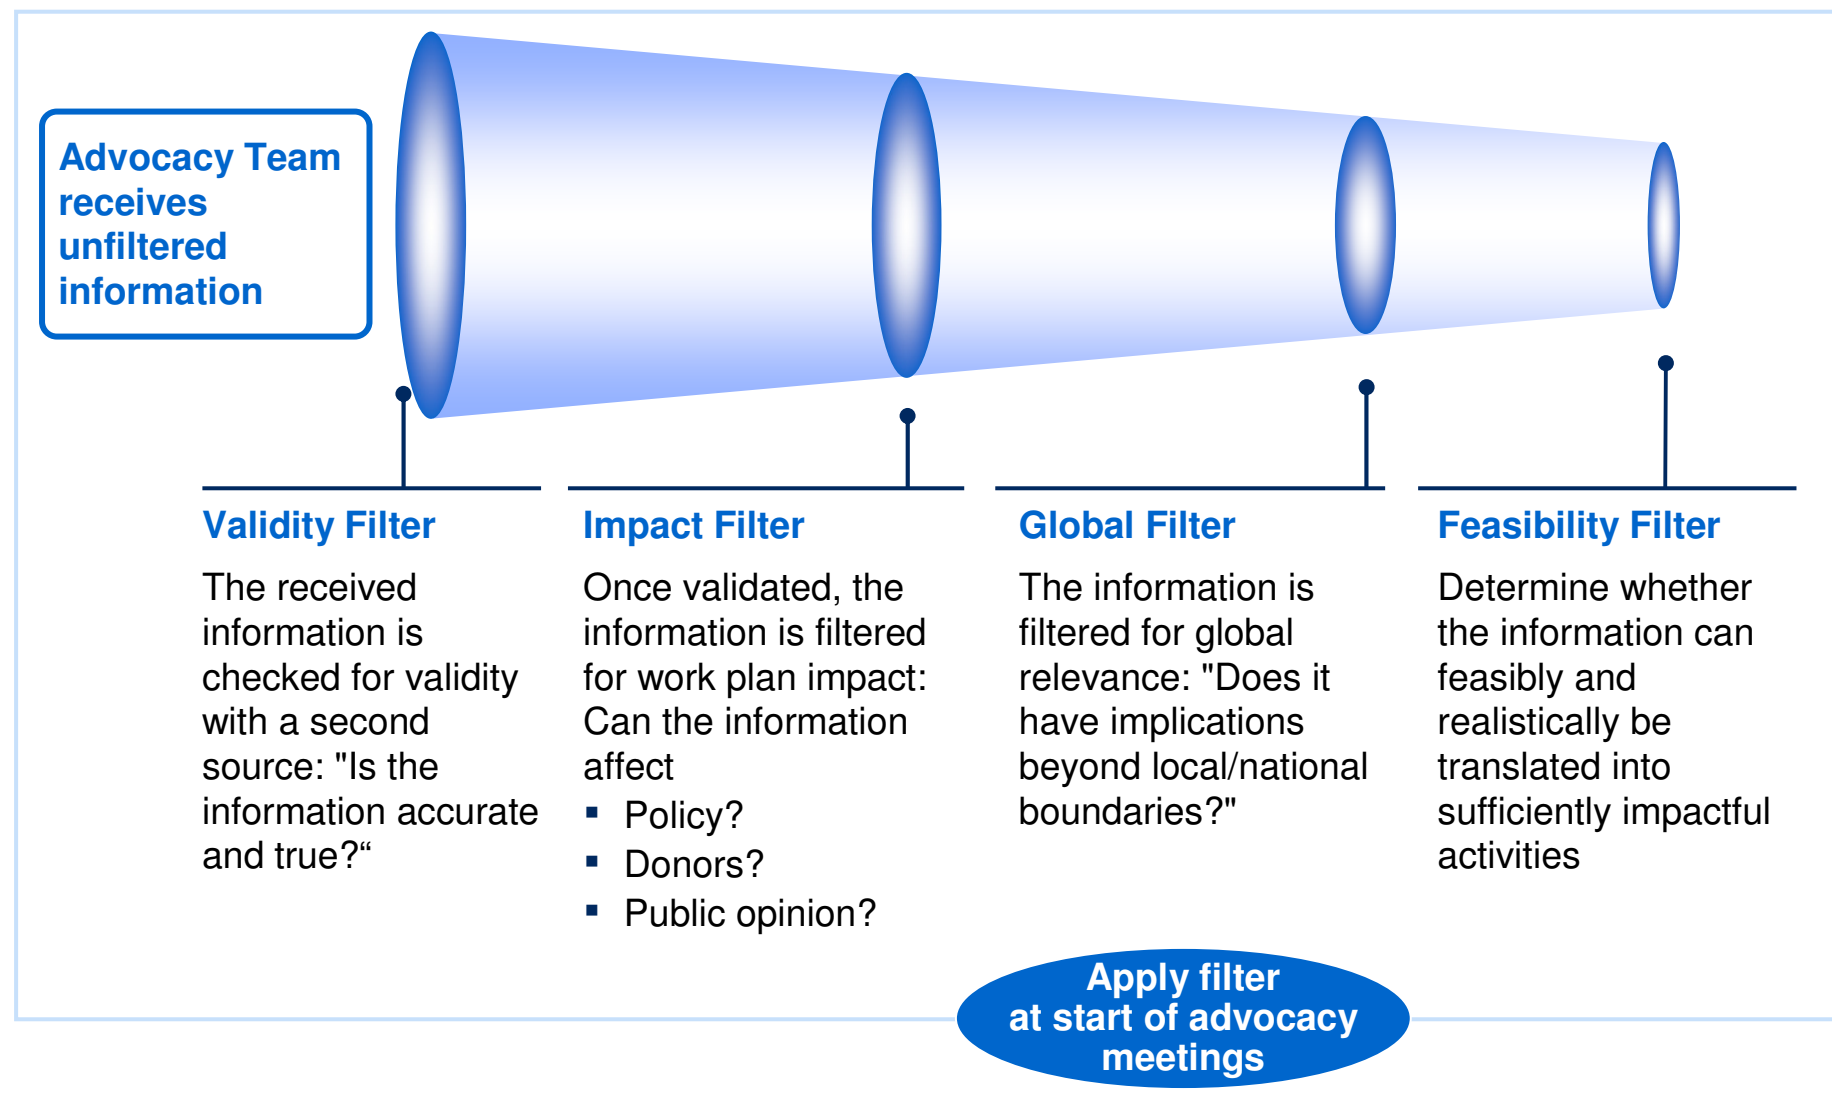 Advocacy Team
receives
unfiltered
information
Validity Filter
The received
information is
checked for validity
with a second
source: "Is the
information accurate
and true?“
Impact Filter
Once validated, the
information is filtered
for work plan impact:
Can the information
affect
▪ Policy?
▪ Donors?
▪ Public opinion?
Global Filter
The information is
filtered for global
relevance: "Does it
have implications
beyond local/national
boundaries?"
Feasibility Filter
Determine whether
the information can
feasibly and
realistically be
translated into
sufficiently impactful
activities
Apply filter
at start of advocacy
meetings